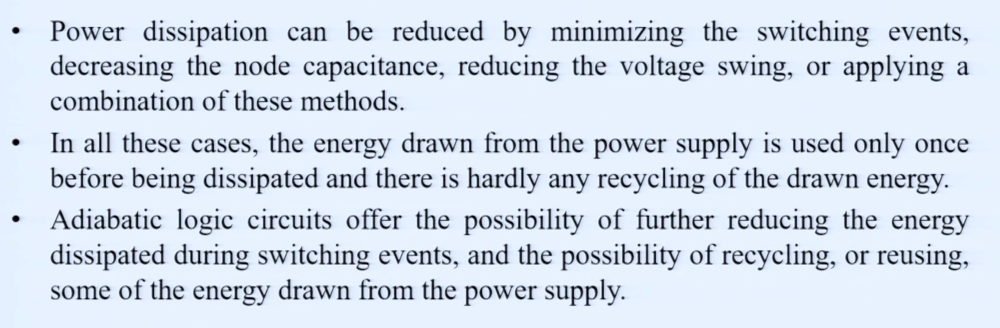 • Power dissipation can be reduced by minimizing the switching events,
decreasing the node capacitance, reducing the voltage swing, or applying a
combination of these methods.
• In all these cases, the energy drawn from the power supply is used only once
before being dissipated and there is hardly any recycling of the drawn energy.
• Adiabatic logic circuits offer the possibility of further reducing the energy
dissipated during switching events, and the possibility of recycling, or reusing,
some of the energy drawn from the power supply.